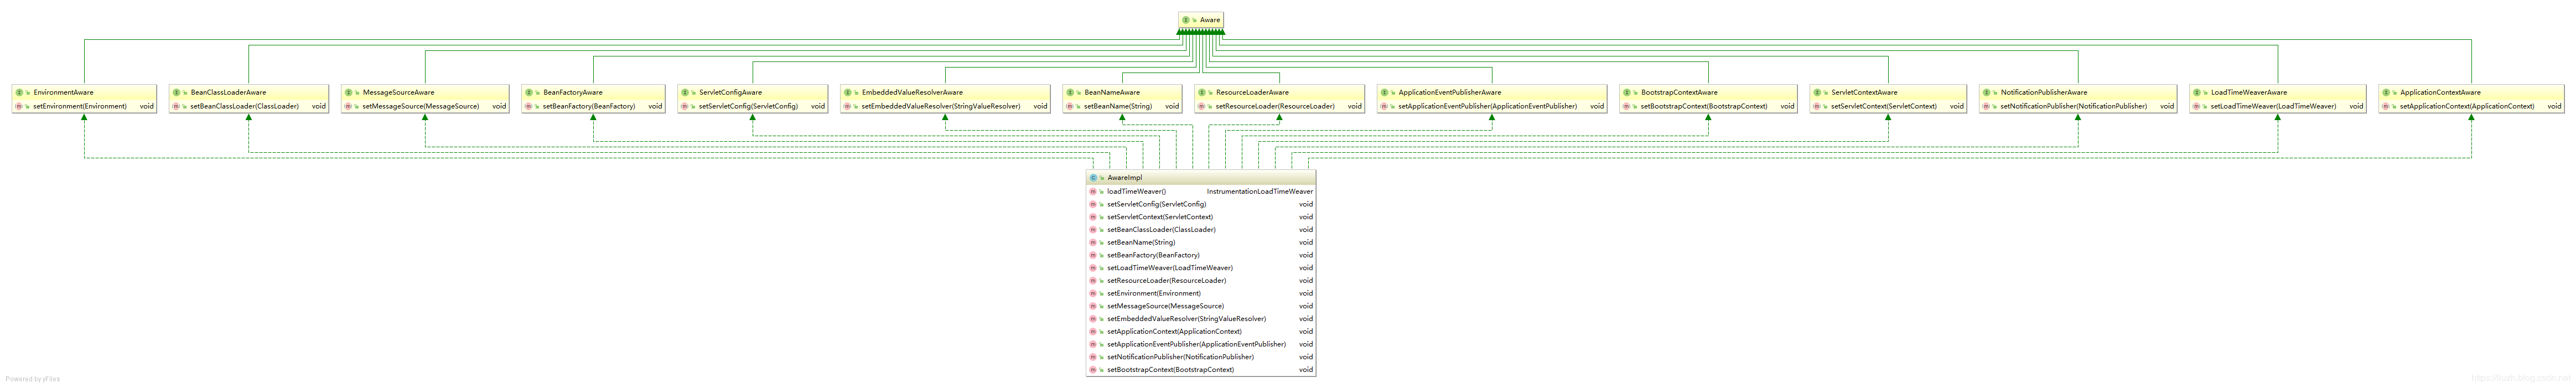 Aware
EnvironmentAware
setEnvironment(Environment) void
BeanClassLoaderAware
setBeanClassLoader(ClassLoader) void
MessageSourceAware
setMessageSource(MessageSource) void
BeanFactoryAware
setBeanFactory(BeanFactory) void
ServletConfigAware
setServletConfig(ServletConfig) void
EmbeddedValueResolverAware
setEmbeddedValueResolver(StringValueResolver) void
BeanNameAware
setBeanName(String) void
ResourceLoaderAware
setResourceLoader(ResourceLoader) void
ApplicationEventPublisherAware
setApplicationEventPublisher(ApplicationEventPublisher) void
BootstrapContextAware
setBootstrapContext(BootstrapContext) void
ServletContextAware
setServletContext(ServletContext) void
NotificationPublisherAware
setNotificationPublisher(NotificationPublisher) void
LoadTimeWeaverAware
setLoadTimeWeaver(LoadTimeWeaver) void
ApplicationContextAware
setApplicationContext(ApplicationContext) void
AwareImpl
loadTimeWeaver() InstrumentationLoadTimeWeaver
setServletConfig(ServletConfig) void
setServletContext(ServletContext) void
setBeanClassLoader(ClassLoader) void
setBeanName(String) void
setBeanFactory(BeanFactory) void
setLoadTimeWeaver(LoadTimeWeaver) void
setResourceLoader(ResourceLoader) void
setEnvironment(Environment) void
setMessageSource(MessageSource) void
setEmbeddedValueResolver(StringValueResolver) void
setApplicationContext(ApplicationContext) void
setApplicationEventPublisher(ApplicationEventPublisher) void
setNotificationPublisher(NotificationPublisher) void
setBootstrapContext(BootstrapContext) void
Powered by yFiles